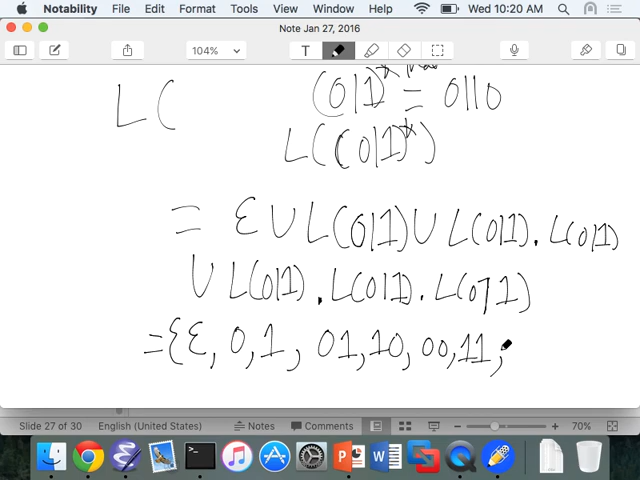 Notability File Edit View Note Window Help Wed 10:20 AM
Note Jan 27, 2016
104% T
L( (0|1)* = 0110
L((0|1)*)
= ε ∪ L(0|1) ∪ L(0|1) . L(0|1)
∪ L(0|1) . L(0|1) . L(0|1)
= {ε, 0, 1, 01, 10, 00, 11,
Slide 27 of 30 English (United States) Notes Comments 70%